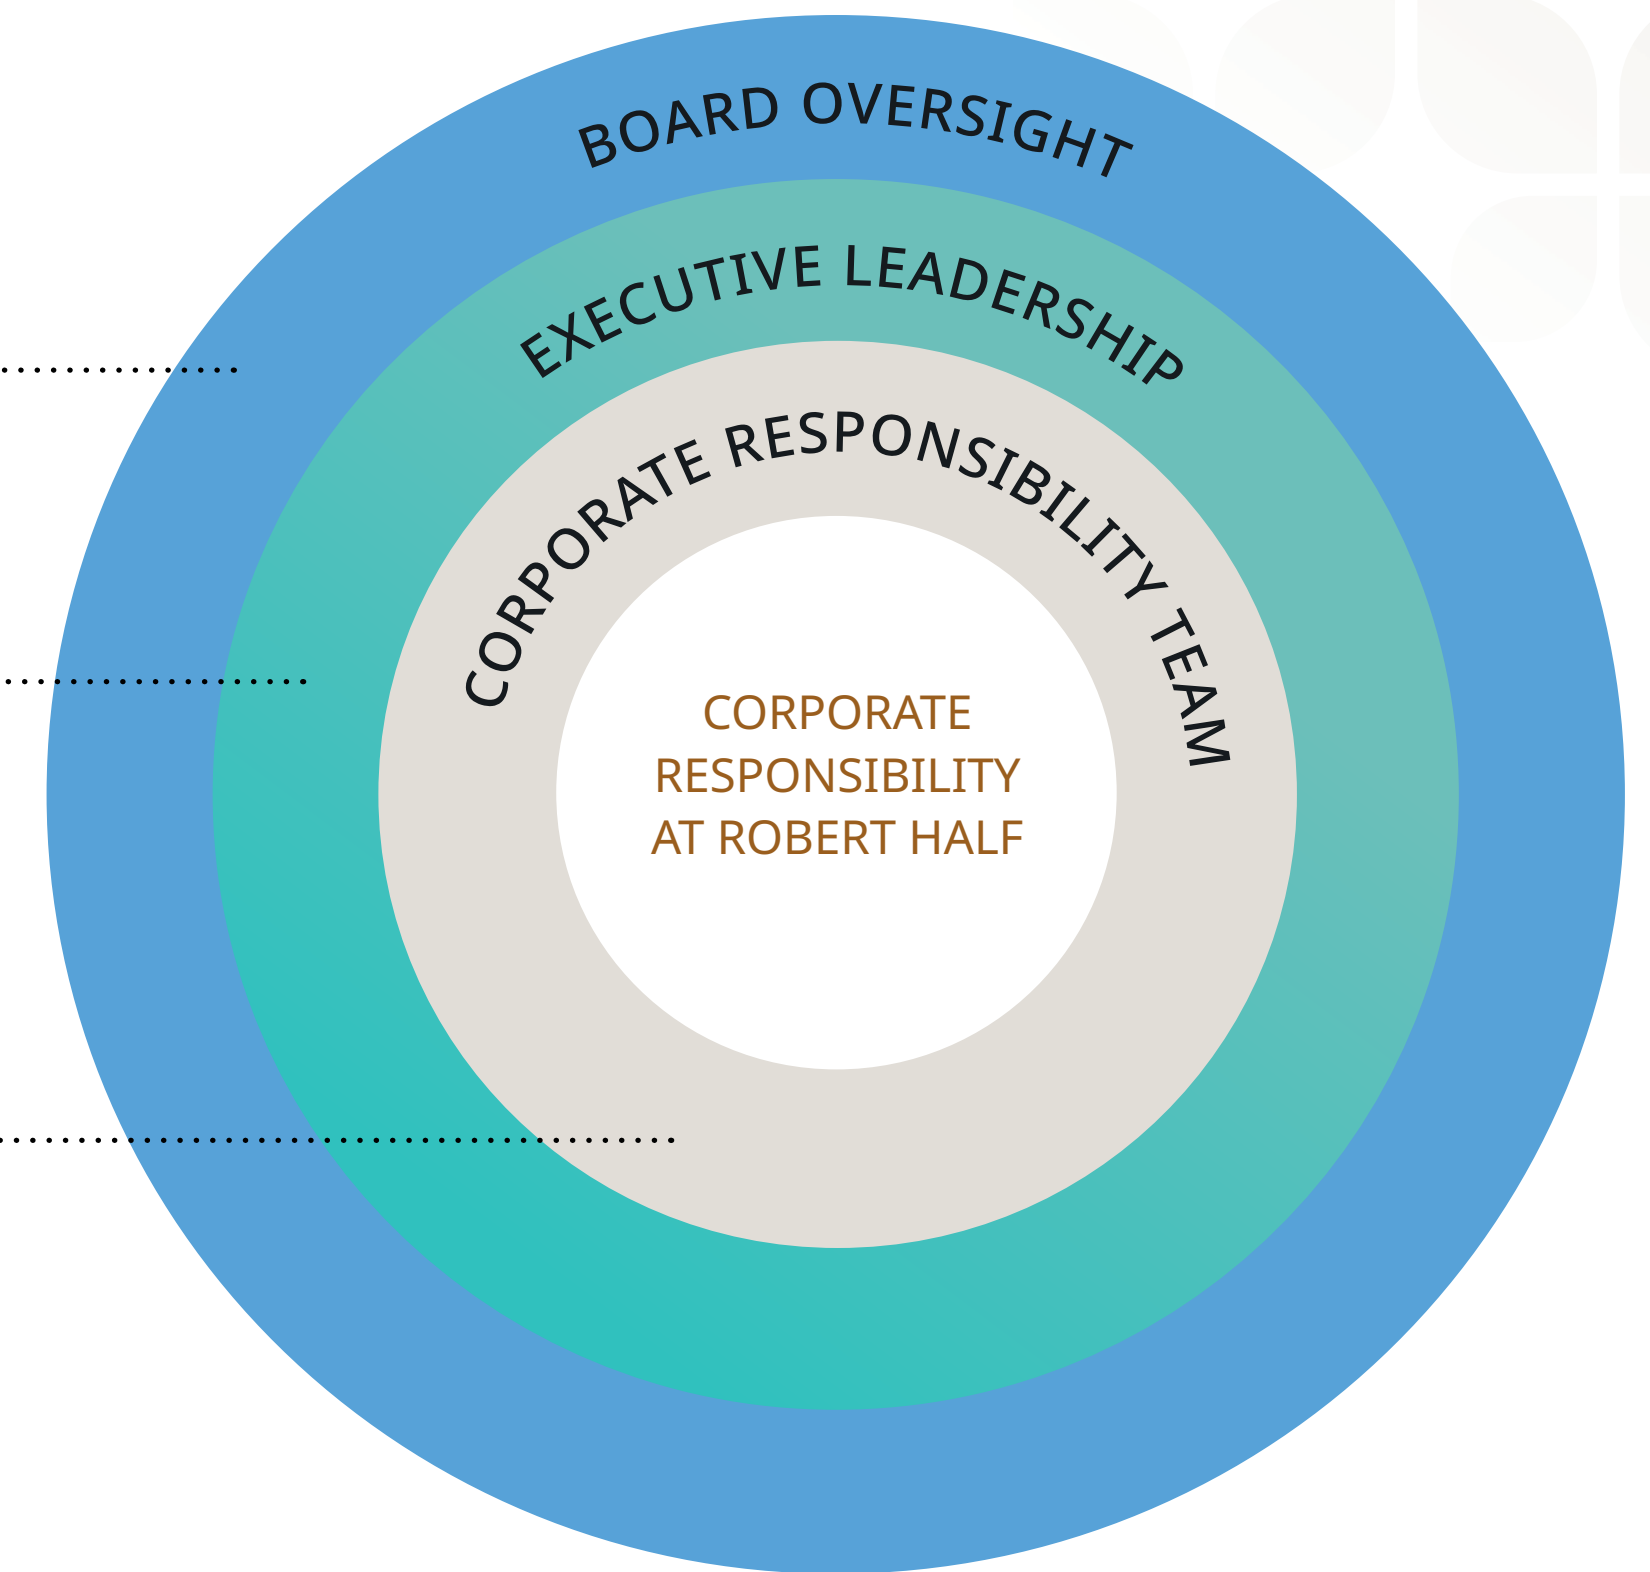 BOARD OVERSIGHT
EXECUTIVE LEADERSHIP
CORPORATE RESPONSIBILITY TEAM
CORPORATE
RESPONSIBILITY
AT ROBERT HALF